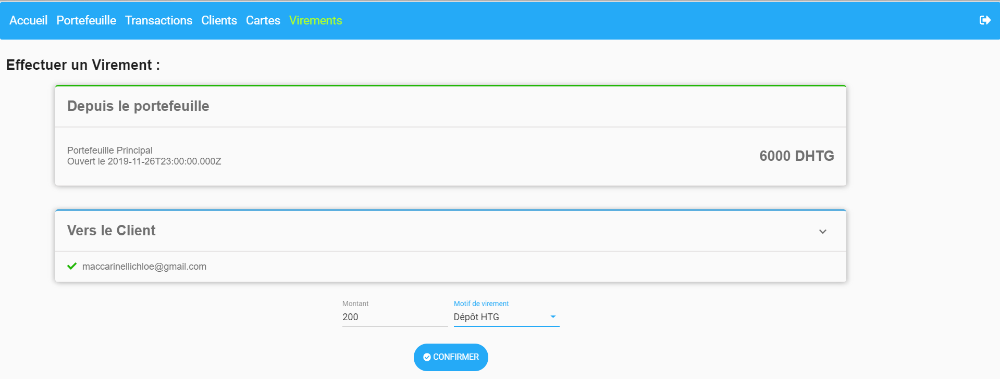 Accueil Portefeuille Transactions Clients Cartes Virements
Effectuer un Virement :
Depuis le portefeuille
Portefeuille Principal
Ouvert le 2019-11-26T23:00:00.000Z
6000 DHTG
Vers le Client
maccarinellichloe@gmail.com
Montant Motif de virement
200 Dépôt HTG
CONFIRMER